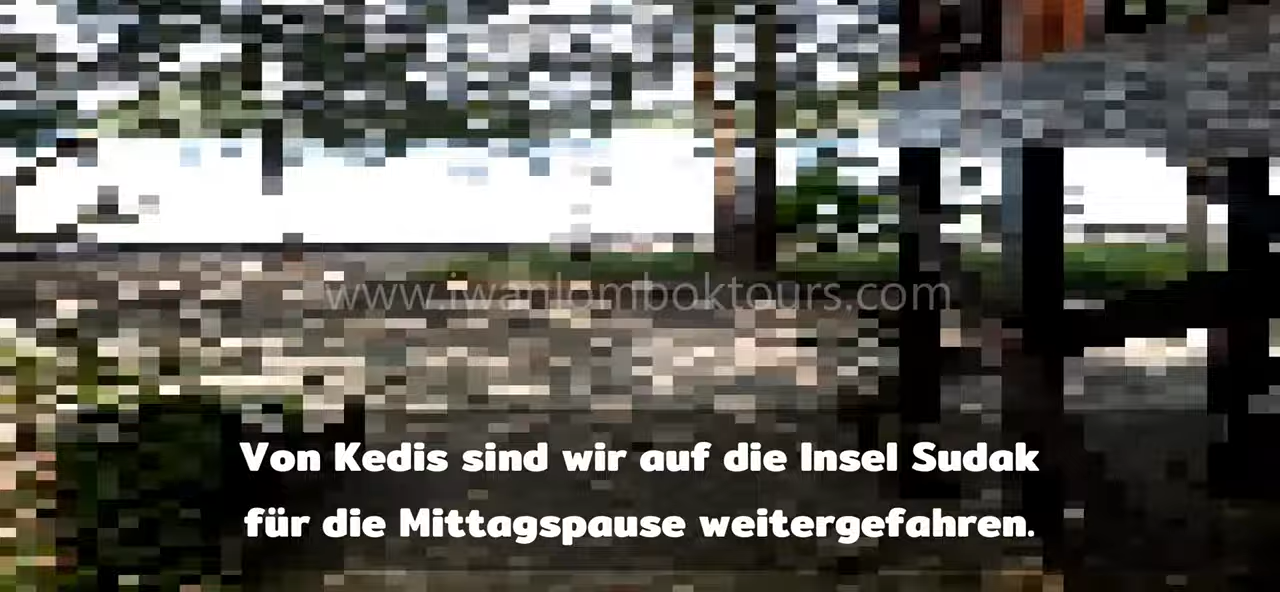 www.iwanlomboktours.com
Von Kedis sind wir auf die Insel Sudak
für die Mittagspause weitergefahren.